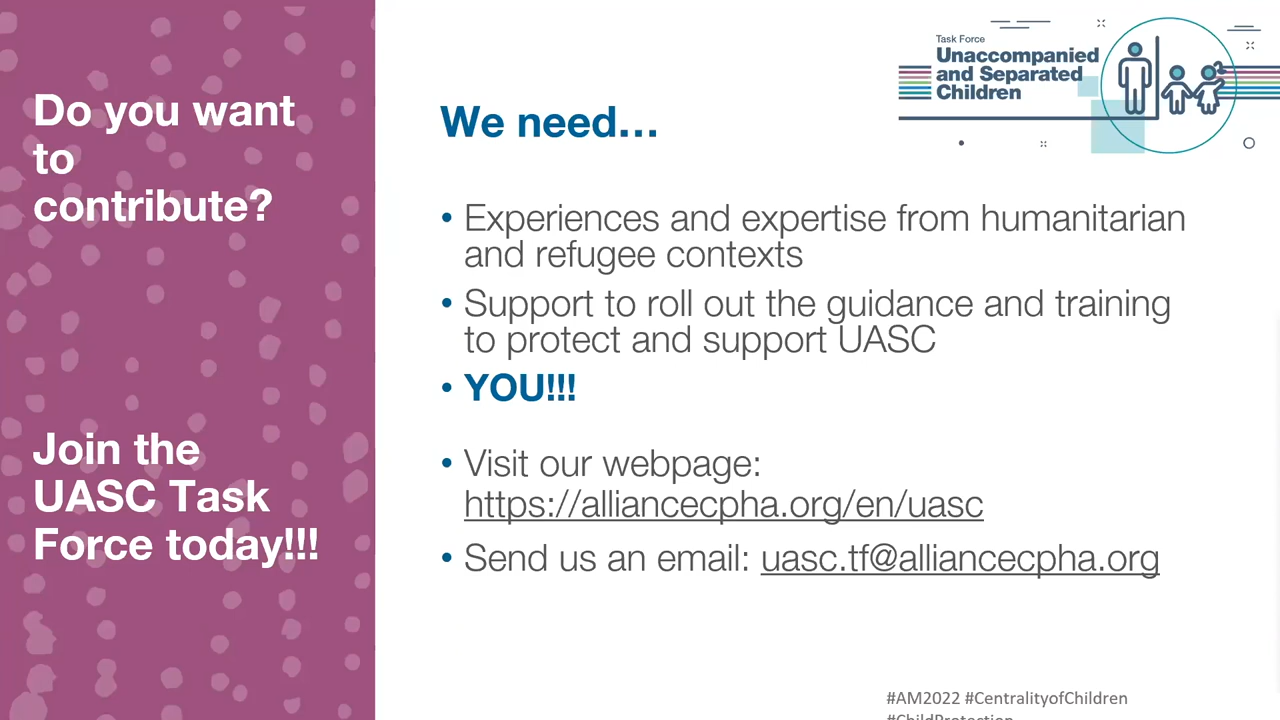 Do you want
to
contribute?
Join the
UASC Task
Force today!!!
Task Force
Unaccompanied
and Separated
Children
We need...
• Experiences and expertise from humanitarian
and refugee contexts
• Support to roll out the guidance and training
to protect and support UASC
• YOU!!!
• Visit our webpage:
https://alliancecpha.org/en/uasc
• Send us an email: uasc.tf@alliancecpha.org
#AM2022 #CentralityofChildren
#ChildProtection